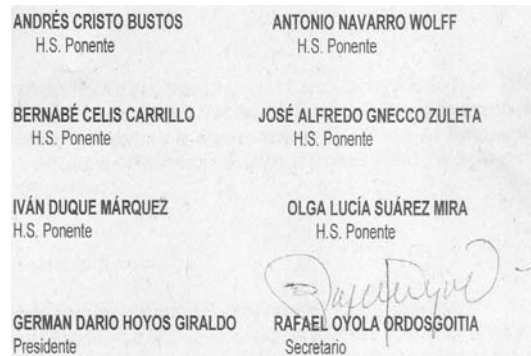 ANDRÉS CRISTO BUSTOS ANTONIO NAVARRO WOLFF
H.S. Ponente H.S. Ponente
BERNABÉ CELIS CARRILLO JOSÉ ALFREDO GNECCO ZULETA
H.S. Ponente H.S. Ponente
IVÁN DUQUE MÁRQUEZ OLGA LUCÍA SUÁREZ MIRA
H.S. Ponente H.S. Ponente
GERMAN DARIO HOYOS GIRALDO RAFAEL OYOLA ORDOSGOITIA
Presidente Secretario